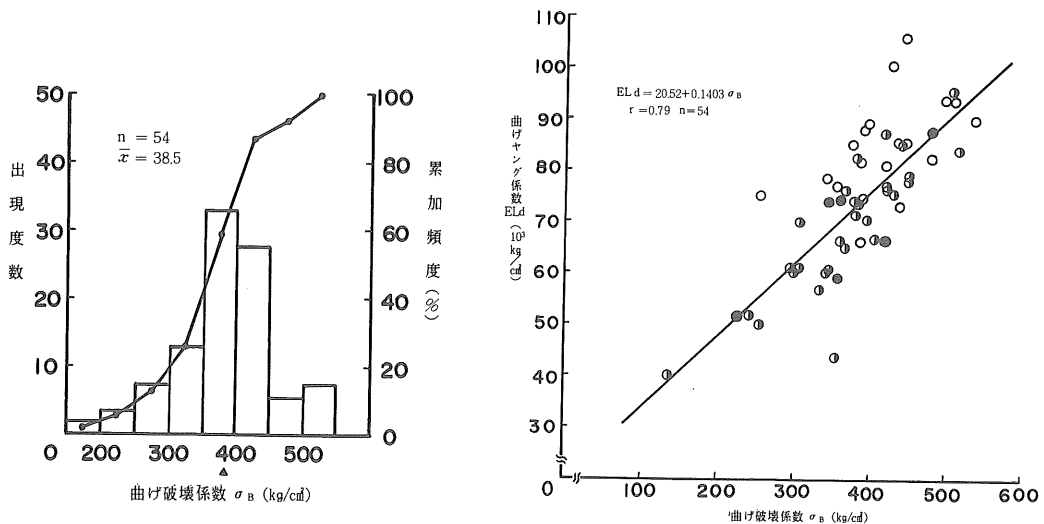 50
40
30
20
10
出現度数
n = 54
x̄ = 38.5
100
80
60
40
20
0
累加頻度(%)
0 200 300 400 500
曲げ破壊係数 σB (kg/cm²)
110
100
90
80
70
60
50
40
30
0
曲げヤング係数 ELd (10³ kg/cm²)
ELd = 20.52+0.1403 σB
r = 0.79 n=54
100 200 300 400 500 600
曲げ破壊係数 σB (kg/cm²)